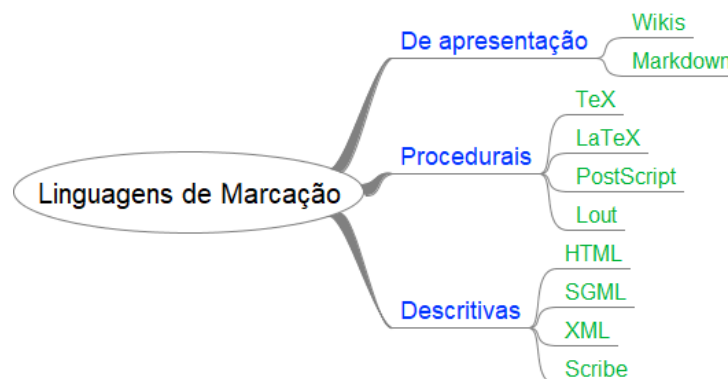 Linguagens de Marcação
De apresentação
Wikis
Markdown
Procedurais
TeX
LaTeX
PostScript
Lout
Descritivas
HTML
SGML
XML
Scribe